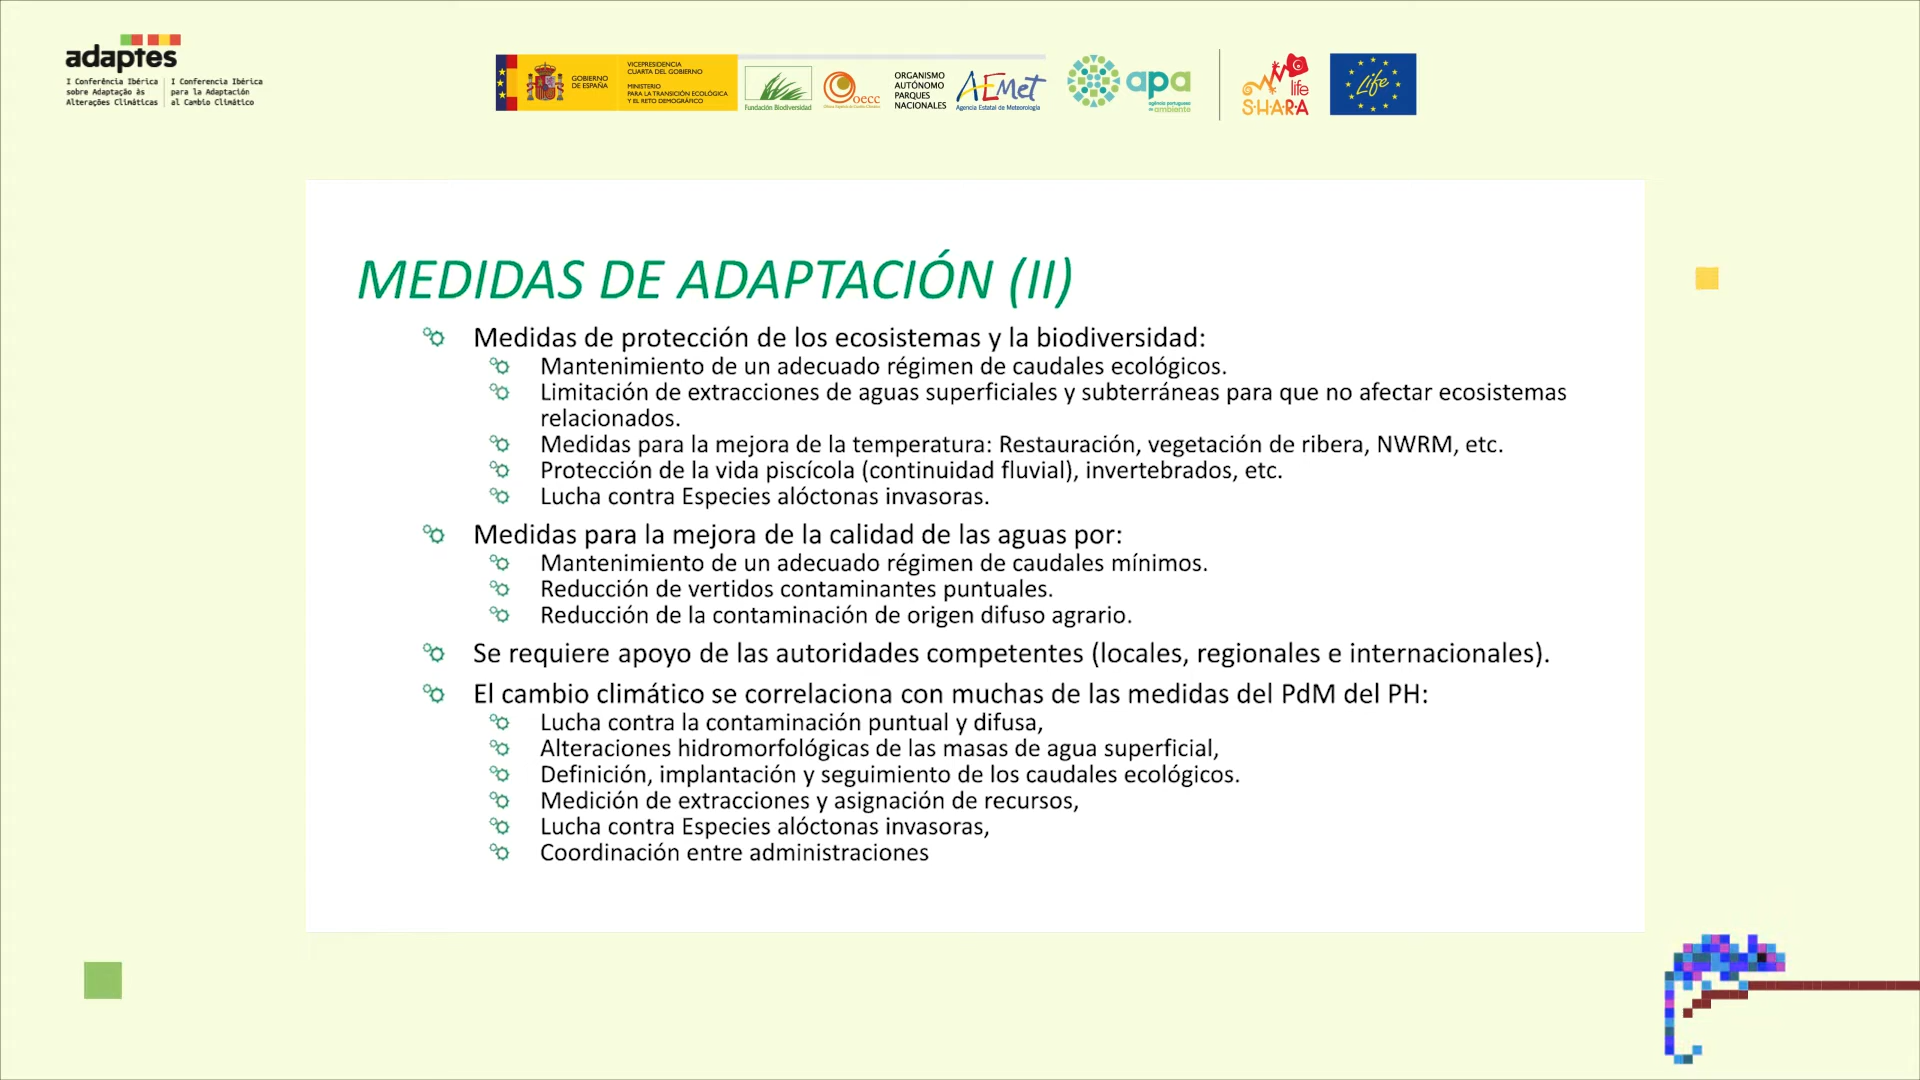 adaptes
I Conferência Ibérica
sobre Adaptação às
Alterações Climáticas
I Conferencia Ibérica
para la Adaptación
al Cambio Climático
GOBIERNO
DE ESPAÑA
VICEPRESIDENCIA
CUARTA DEL GOBIERNO
MINISTERIO
PARA LA TRANSICIÓN ECOLÓGICA
Y EL RETO DEMOGRÁFICO
Fundación Biodiversidad
oecc
ORGANISMO
AUTÓNOMO
PARQUES
NACIONALES
AEMet
Agencia Estatal de Meteorología
apa
agência portuguesa
do ambiente
life
SHARA
Life
MEDIDAS DE ADAPTACIÓN (II)
Medidas de protección de los ecosistemas y la biodiversidad:
Mantenimiento de un adecuado régimen de caudales ecológicos.
Limitación de extracciones de aguas superficiales y subterráneas para que no afectar ecosistemas
relacionados.
Medidas para la mejora de la temperatura: Restauración, vegetación de ribera, NWRM, etc.
Protección de la vida piscícola (continuidad fluvial), invertebrados, etc.
Lucha contra Especies alóctonas invasoras.
Medidas para la mejora de la calidad de las aguas por:
Mantenimiento de un adecuado régimen de caudales mínimos.
Reducción de vertidos contaminantes puntuales.
Reducción de la contaminación de origen difuso agrario.
Se requiere apoyo de las autoridades competentes (locales, regionales e internacionales).
El cambio climático se correlaciona con muchas de las medidas del PdM del PH:
Lucha contra la contaminación puntual y difusa,
Alteraciones hidromorfológicas de las masas de agua superficial,
Definición, implantación y seguimiento de los caudales ecológicos.
Medición de extracciones y asignación de recursos,
Lucha contra Especies alóctonas invasoras,
Coordinación entre administraciones